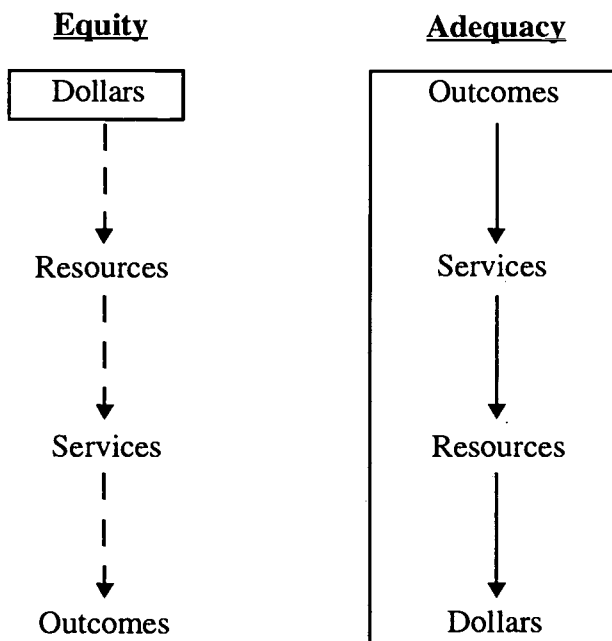 Equity
Dollars
Resources
Services
Outcomes
Adequacy
Outcomes
Services
Resources
Dollars